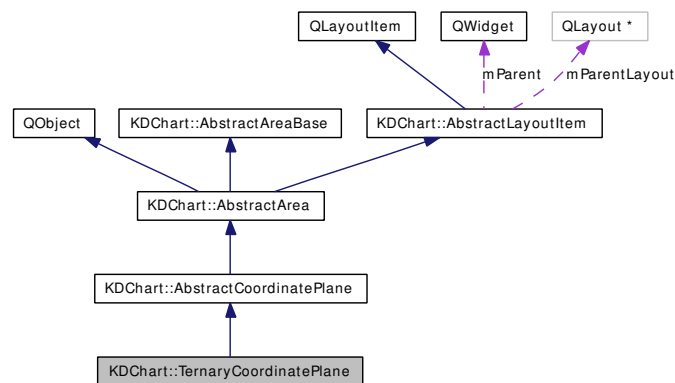 QLayoutItem
QWidget
QLayout *
mParent
mParentLayout
QObject
KDChart::AbstractAreaBase
KDChart::AbstractLayoutItem
KDChart::AbstractArea
KDChart::AbstractCoordinatePlane
KDChart::TernaryCoordinatePlane